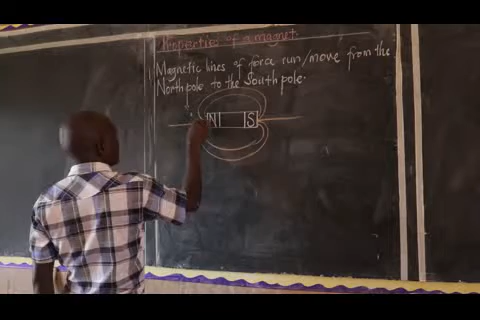 Properties of a magnet
Magnetic lines of force run/move from the
North pole to the South pole.
N S